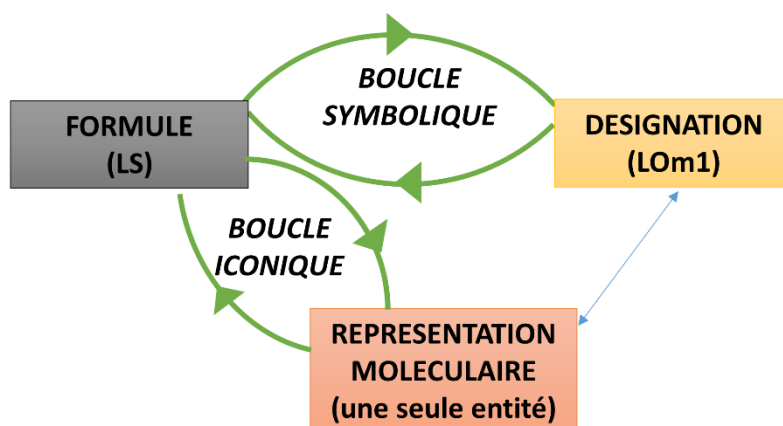 BOUCLE
SYMBOLIQUE
FORMULE
(LS)
DESIGNATION
(LOm1)
BOUCLE
ICONIQUE
REPRESENTATION
MOLECULAIRE
(une seule entité)